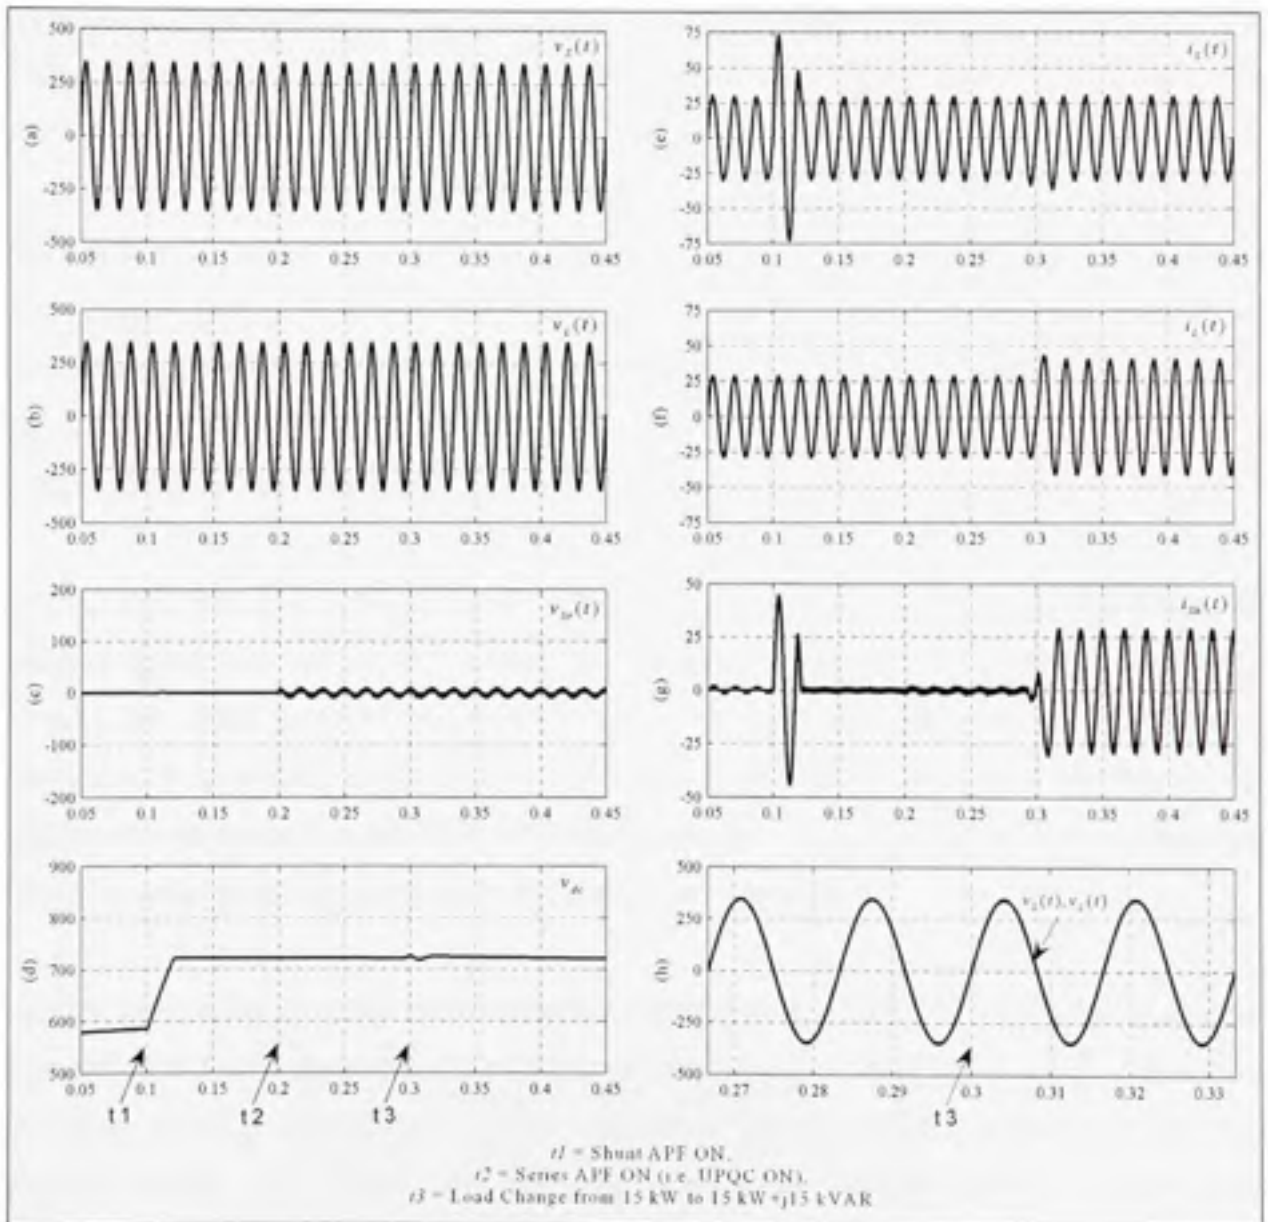 500
250
0
-250
-500
(a)
v_S(t)
0.05 0.1 0.15 0.2 0.25 0.3 0.35 0.4 0.45
75
50
25
0
-25
-50
-75
(e)
i_S(t)
0.05 0.1 0.15 0.2 0.25 0.3 0.35 0.4 0.45
500
250
0
-250
-500
(b)
v_L(t)
0.05 0.1 0.15 0.2 0.25 0.3 0.35 0.4 0.45
75
50
25
0
-25
-50
-75
(f)
i_L(t)
0.05 0.1 0.15 0.2 0.25 0.3 0.35 0.4 0.45
200
100
0
-100
-200
(c)
v_Sr(t)
0.05 0.1 0.15 0.2 0.25 0.3 0.35 0.4 0.45
50
25
0
-25
-50
(g)
i_Sh(t)
0.05 0.1 0.15 0.2 0.25 0.3 0.35 0.4 0.45
900
800
700
600
500
(d)
v_dc
0.05 0.1 0.15 0.2 0.25 0.3 0.35 0.4 0.45
t1 t2 t3
500
250
0
-250
-500
(h)
v_S(t), v_L(t)
0.27 0.28 0.29 0.3 0.31 0.32 0.33
t3
t1 = Shunt APF ON,
t2 = Series APF ON (i.e. UPQC ON),
t3 = Load Change from 15 kW to 15 kW+j15 kVAR